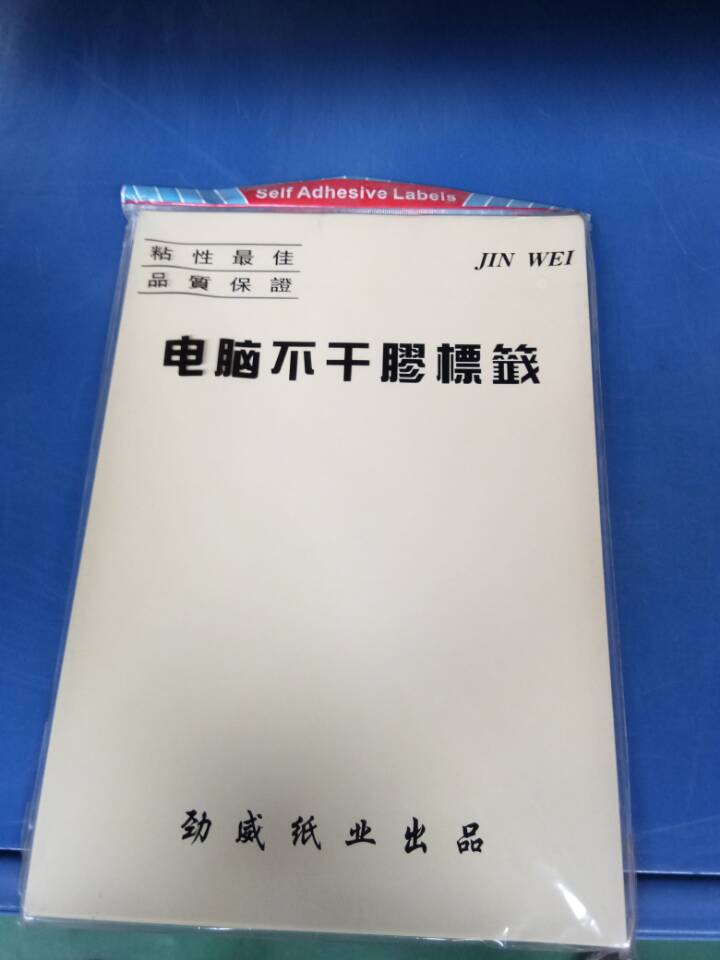 Self Adhesive Labels
粘性最佳
JIN WEI
品質保證
电脑不干膠標籤
劲威纸业出品